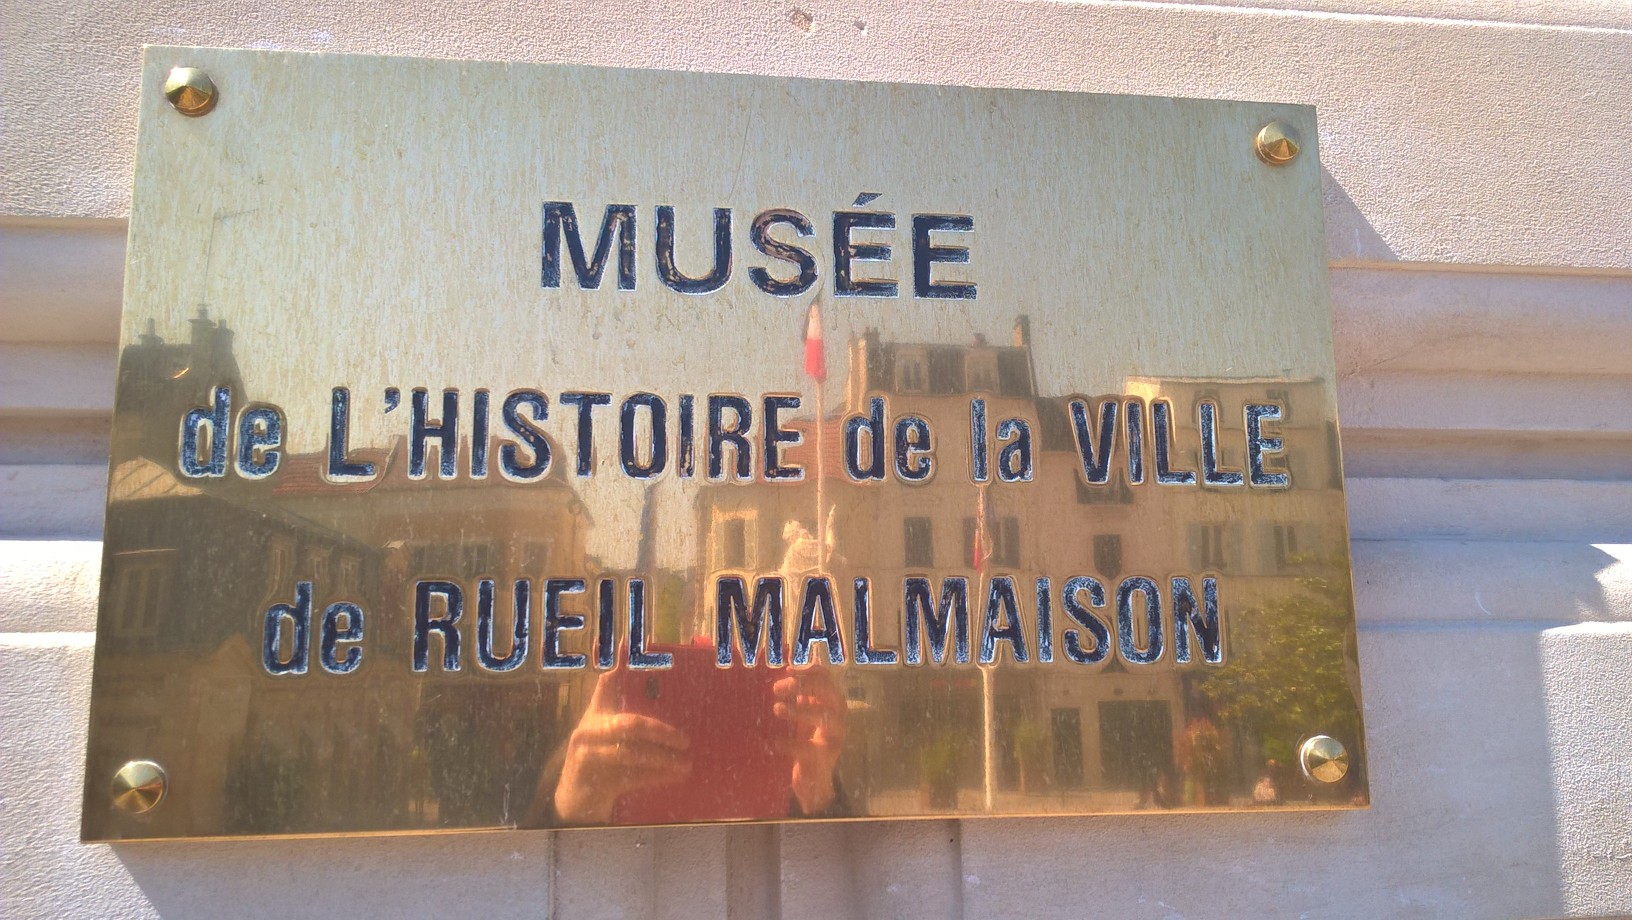 MUSÉE
de L'HISTOIRE de la VILLE
de RUEIL MALMAISON